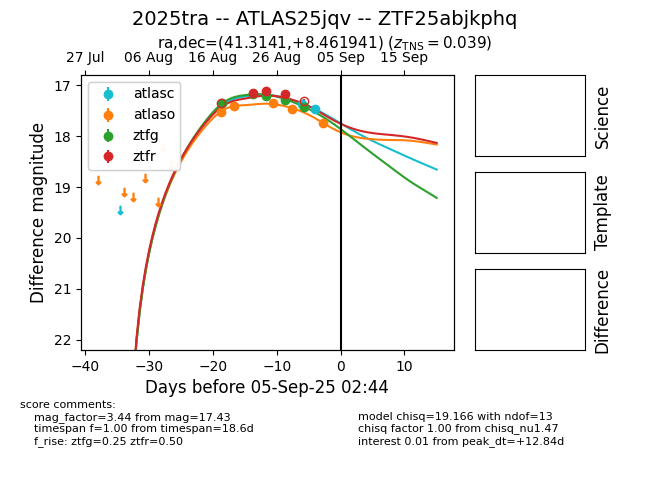 2025tra -- ATLAS25jqv -- ZTF25abjkphq
ra,dec=(41.3141,+8.461941) (z_TNS = 0.039)
27 Jul 06 Aug 16 Aug 26 Aug 05 Sep 15 Sep
17
18
19
20
21
22
Difference magnitude
atlasc
atlaso
ztfg
ztfr
−40 −30 −20 −10 0 10
Days before 05-Sep-25 02:44
Science
Template
Difference
score comments:
mag_factor=3.44 from mag=17.43
timespan f=1.00 from timespan=18.6d
f_rise: ztfg=0.25 ztfr=0.50
model chisq=19.166 with ndof=13
chisq factor 1.00 from chisq_nu1.47
interest 0.01 from peak_dt=+12.84d